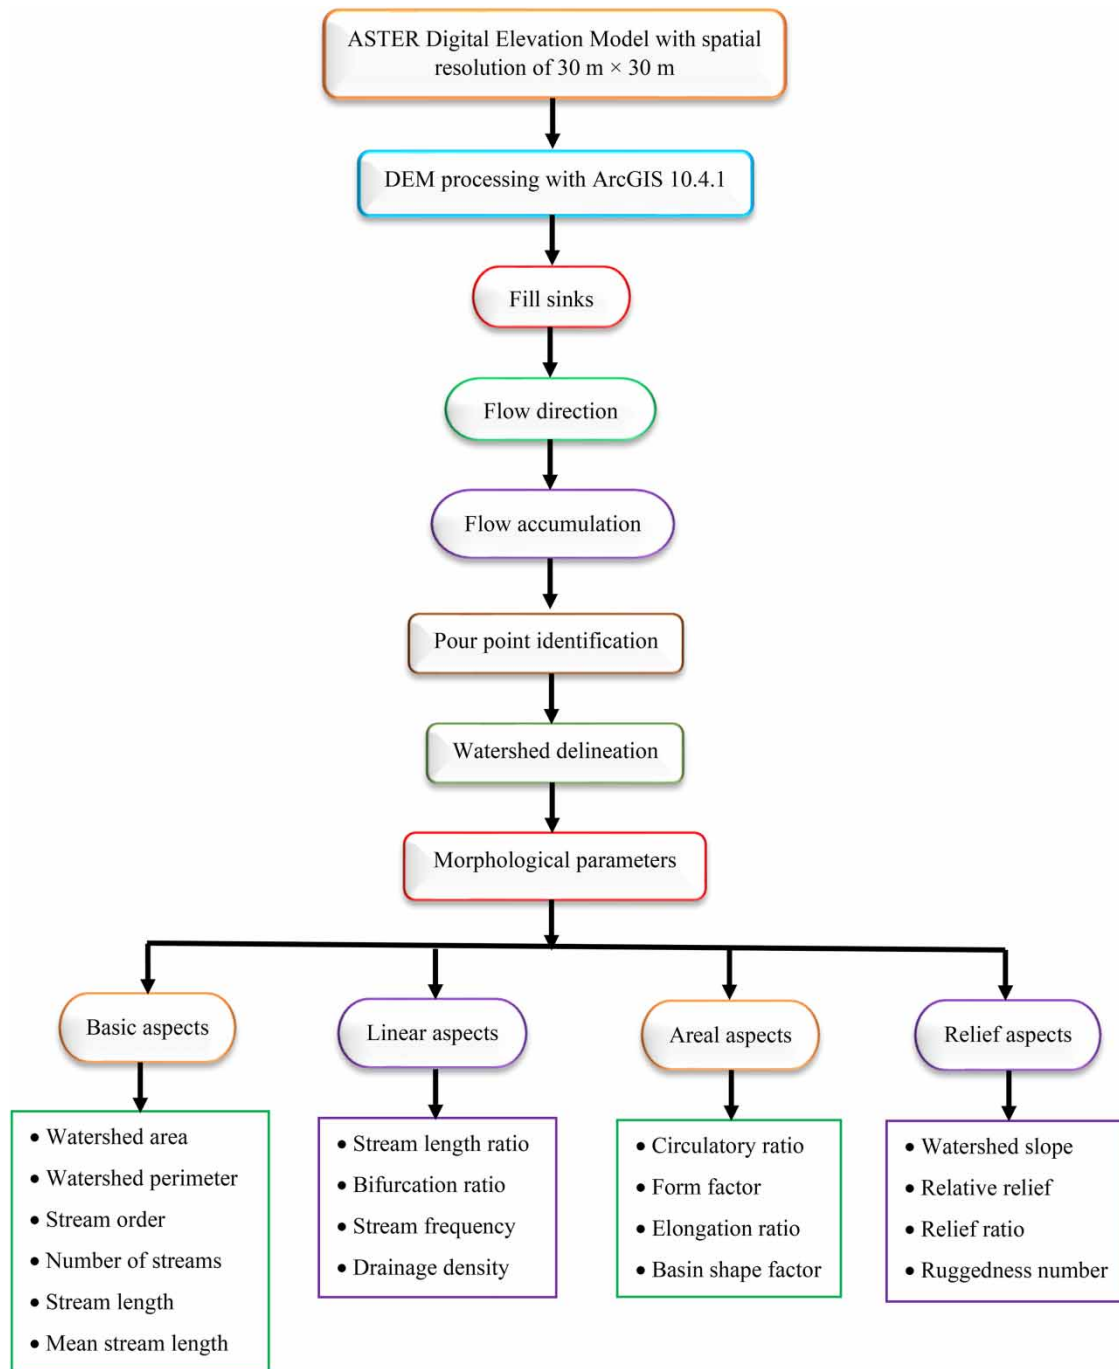 ASTER Digital Elevation Model with spatial
resolution of 30 m × 30 m
DEM processing with ArcGIS 10.4.1
Fill sinks
Flow direction
Flow accumulation
Pour point identification
Watershed delineation
Morphological parameters
Basic aspects
Linear aspects
Areal aspects
Relief aspects
• Watershed area
• Watershed perimeter
• Stream order
• Number of streams
• Stream length
• Mean stream length
• Stream length ratio
• Bifurcation ratio
• Stream frequency
• Drainage density
• Circulatory ratio
• Form factor
• Elongation ratio
• Basin shape factor
• Watershed slope
• Relative relief
• Relief ratio
• Ruggedness number